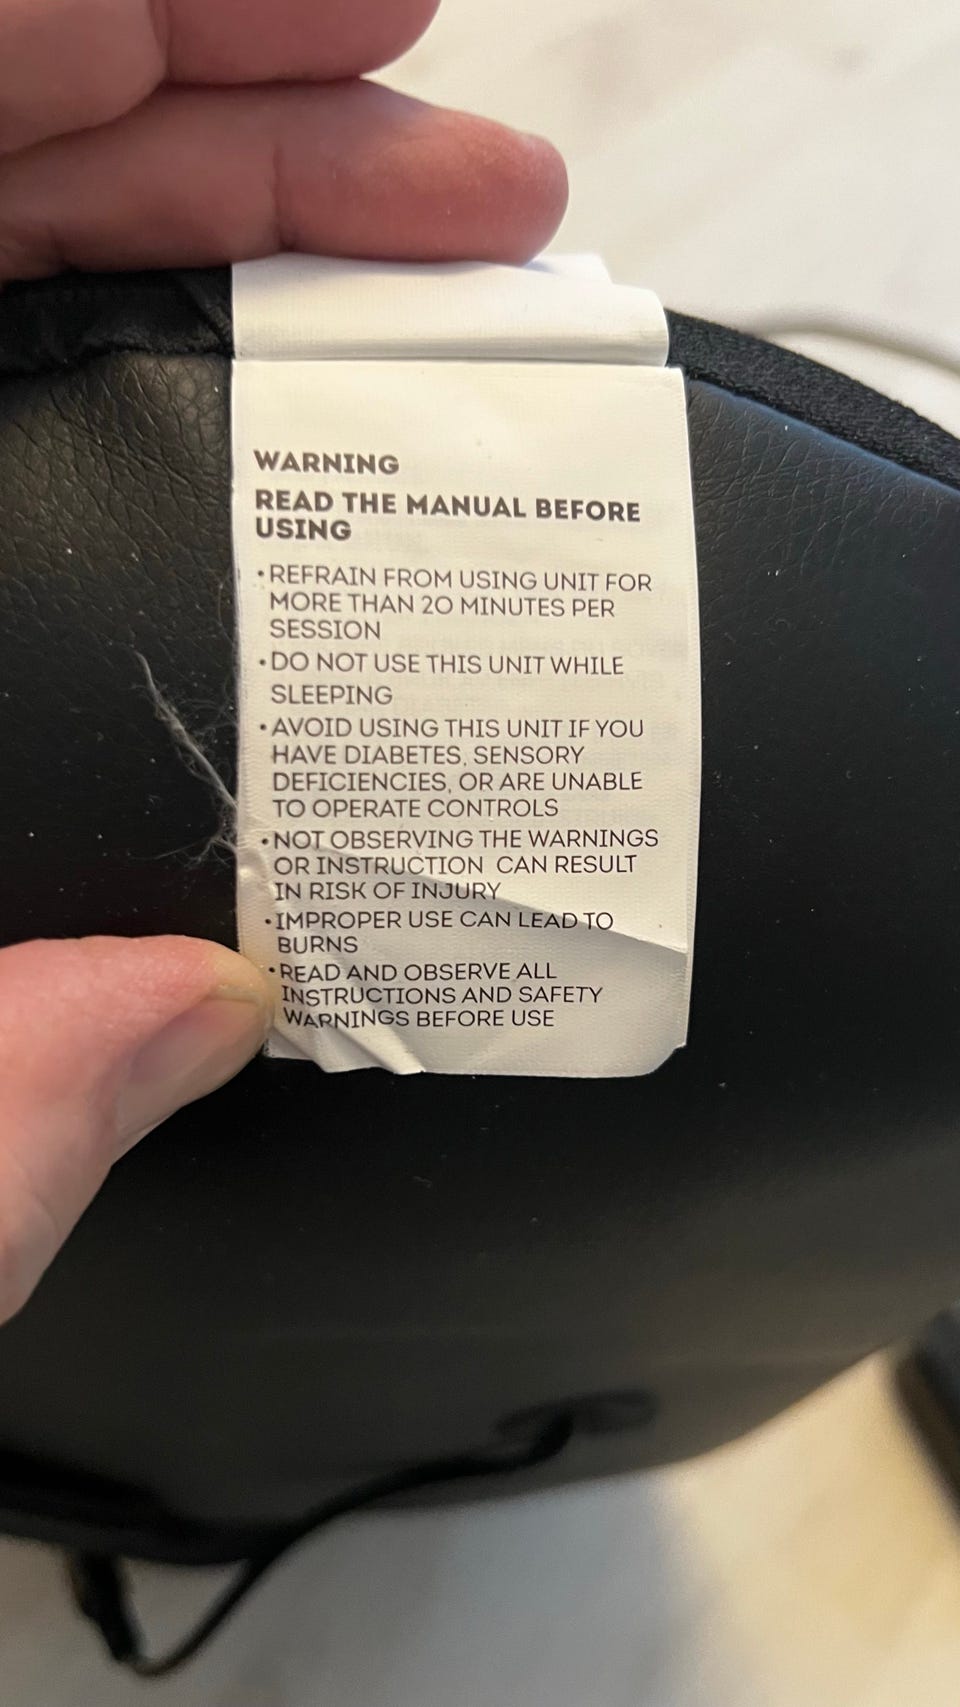 WARNING
READ THE MANUAL BEFORE
USING
•REFRAIN FROM USING UNIT FOR
MORE THAN 20 MINUTES PER
SESSION
•DO NOT USE THIS UNIT WHILE
SLEEPING
•AVOID USING THIS UNIT IF YOU
HAVE DIABETES, SENSORY
DEFICIENCIES, OR ARE UNABLE
TO OPERATE CONTROLS
•NOT OBSERVING THE WARNINGS
OR INSTRUCTION CAN RESULT
IN RISK OF INJURY
•IMPROPER USE CAN LEAD TO
BURNS
•READ AND OBSERVE ALL
INSTRUCTIONS AND SAFETY
WARNINGS BEFORE USE